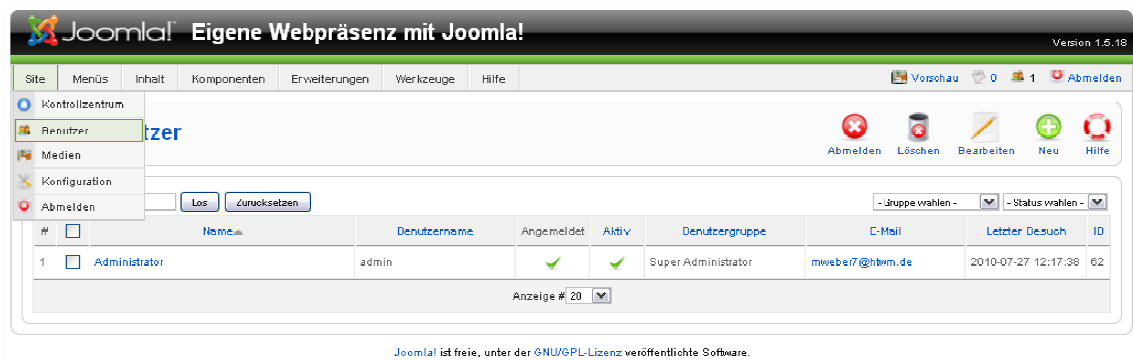 Joomla! Eigene Webpräsenz mit Joomla!
Version 1.5.18
Site Menüs Inhalt Komponenten Erweiterungen Werkzeuge Hilfe Vorschau 0 1 Abmelden
Kontrollzentrum
Benutzer
Medien
Konfiguration
Abmelden
tzer
Abmelden Löschen Bearbeiten Neu Hilfe
Los Zurücksetzen - Gruppe wählen - - Status wählen -
# Name Benutzername Angemeldet Aktiv Benutzergruppe E-Mail Letzter Besuch ID
1 Administrator admin Super Administrator mweber7@htwm.de 2010-07-27 12:17:38 62
Anzeige # 20
Joomla! ist freie, unter der GNU/GPL-Lizenz veröffentlichte Software.